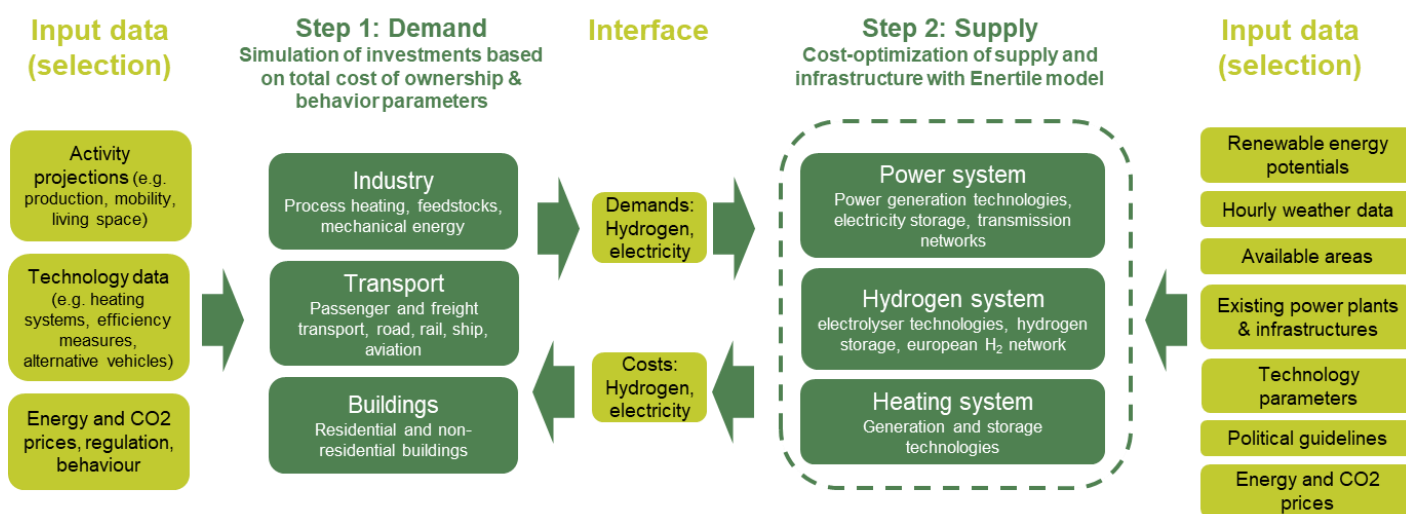 Input data
(selection)
Step 1: Demand
Simulation of investments based
on total cost of ownership &
behavior parameters
Interface
Step 2: Supply
Cost-optimization of supply and
infrastructure with Enertile model
Input data
(selection)
Activity
projections (e.g.
production, mobility,
living space)
Technology data
(e.g. heating
systems, efficiency
measures,
alternative vehicles)
Energy and CO2
prices, regulation,
behaviour
Industry
Process heating, feedstocks,
mechanical energy
Transport
Passenger and freight
transport, road, rail, ship,
aviation
Buildings
Residential and non-
residential buildings
Demands:
Hydrogen,
electricity
Costs:
Hydrogen,
electricity
Power system
Power generation technologies,
electricity storage, transmission
networks
Hydrogen system
electrolyser technologies, hydrogen
storage, european H₂ network
Heating system
Generation and storage
technologies
Renewable energy
potentials
Hourly weather data
Available areas
Existing power plants
& infrastructures
Technology
parameters
Political guidelines
Energy and CO2
prices